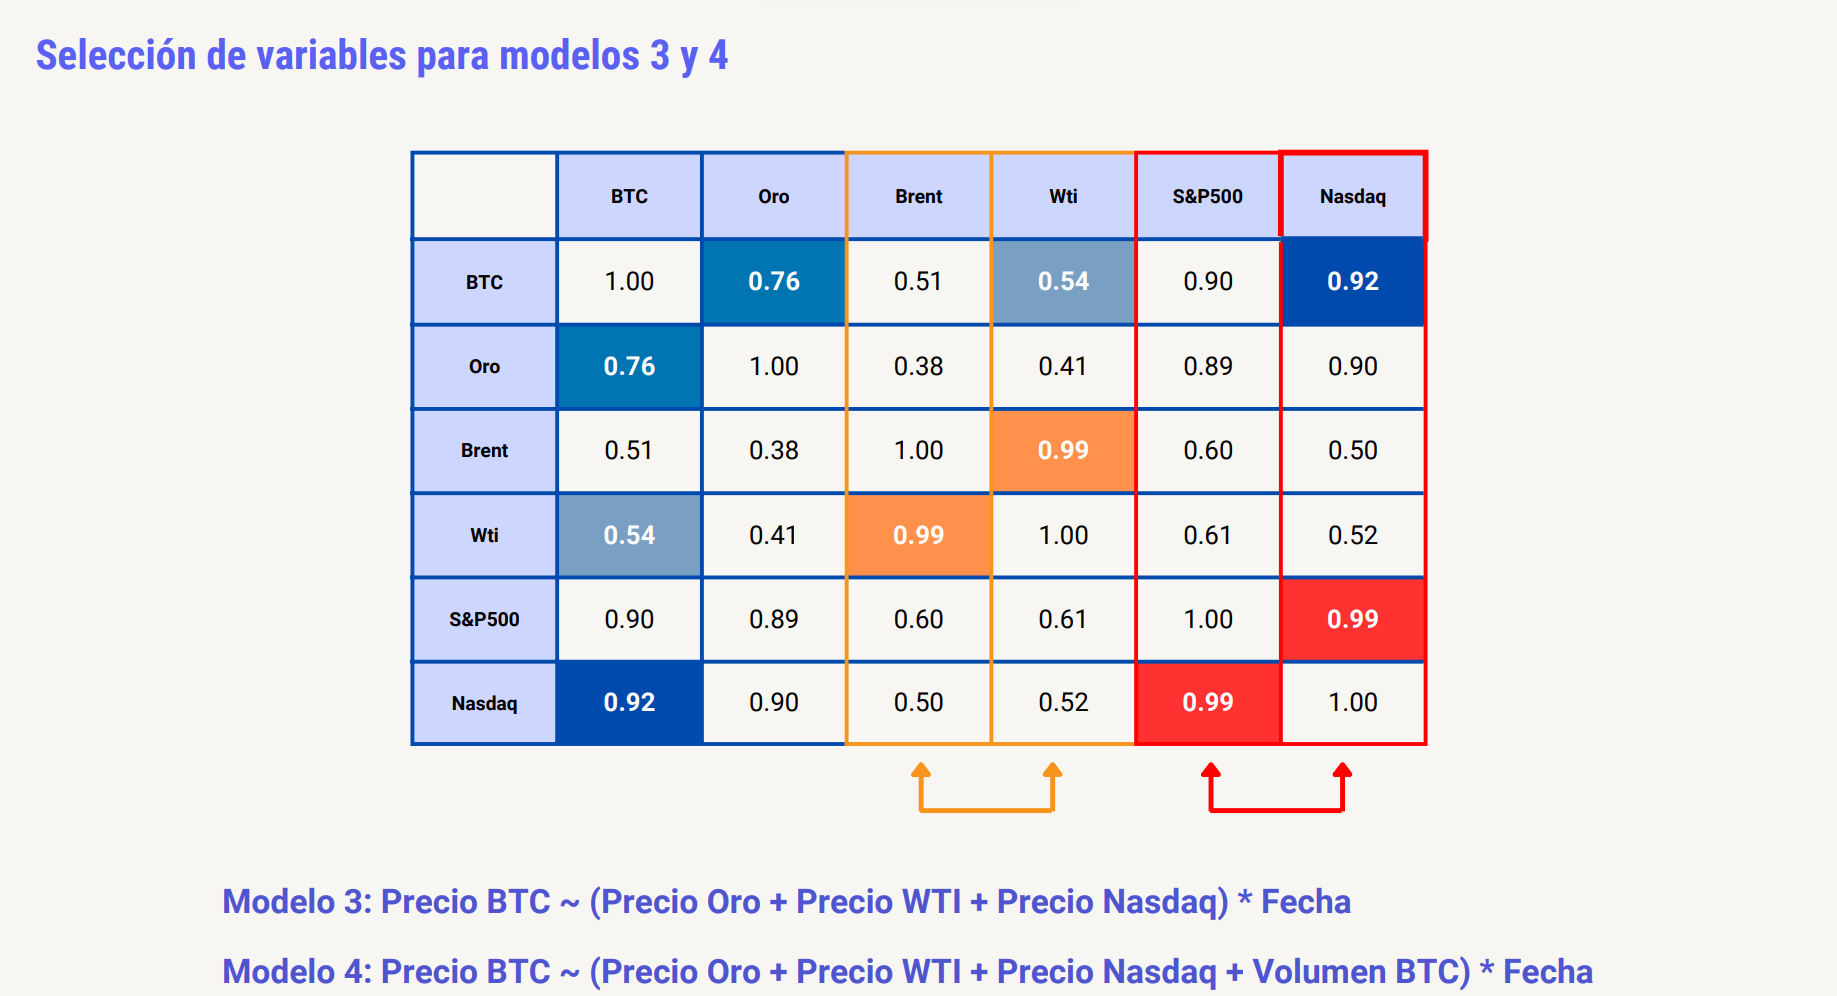 Selección de variables para modelos 3 y 4
BTC Oro Brent Wti S&P500 Nasdaq
BTC 1.00 0.76 0.51 0.54 0.90 0.92
Oro 0.76 1.00 0.38 0.41 0.89 0.90
Brent 0.51 0.38 1.00 0.99 0.60 0.50
Wti 0.54 0.41 0.99 1.00 0.61 0.52
S&P500 0.90 0.89 0.60 0.61 1.00 0.99
Nasdaq 0.92 0.90 0.50 0.52 0.99 1.00
Modelo 3: Precio BTC ~ (Precio Oro + Precio WTI + Precio Nasdaq) * Fecha
Modelo 4: Precio BTC ~ (Precio Oro + Precio WTI + Precio Nasdaq + Volumen BTC) * Fecha